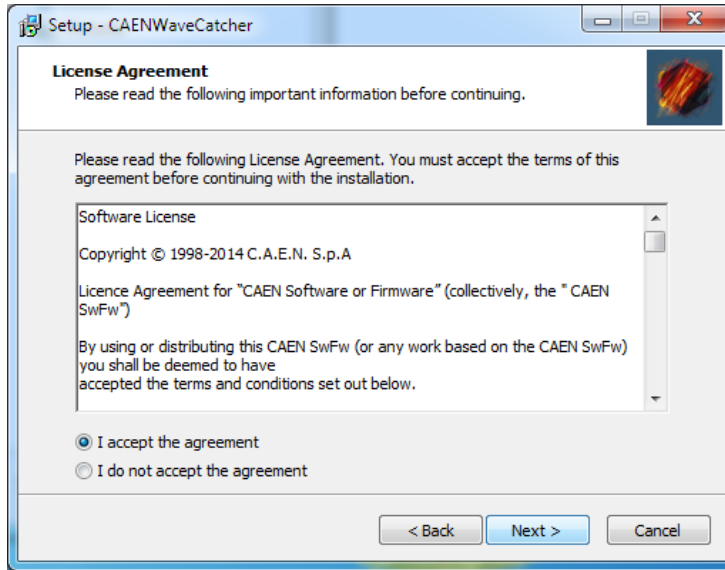 Setup - CAENWaveCatcher
License Agreement
Please read the following important information before continuing.
Please read the following License Agreement. You must accept the terms of this
agreement before continuing with the installation.
Software License
Copyright © 1998-2014 C.A.E.N. S.p.A
Licence Agreement for "CAEN Software or Firmware" (collectively, the " CAEN
SwFw")
By using or distributing this CAEN SwFw (or any work based on the CAEN SwFw)
you shall be deemed to have
accepted the terms and conditions set out below.
I accept the agreement
I do not accept the agreement
< Back Next > Cancel